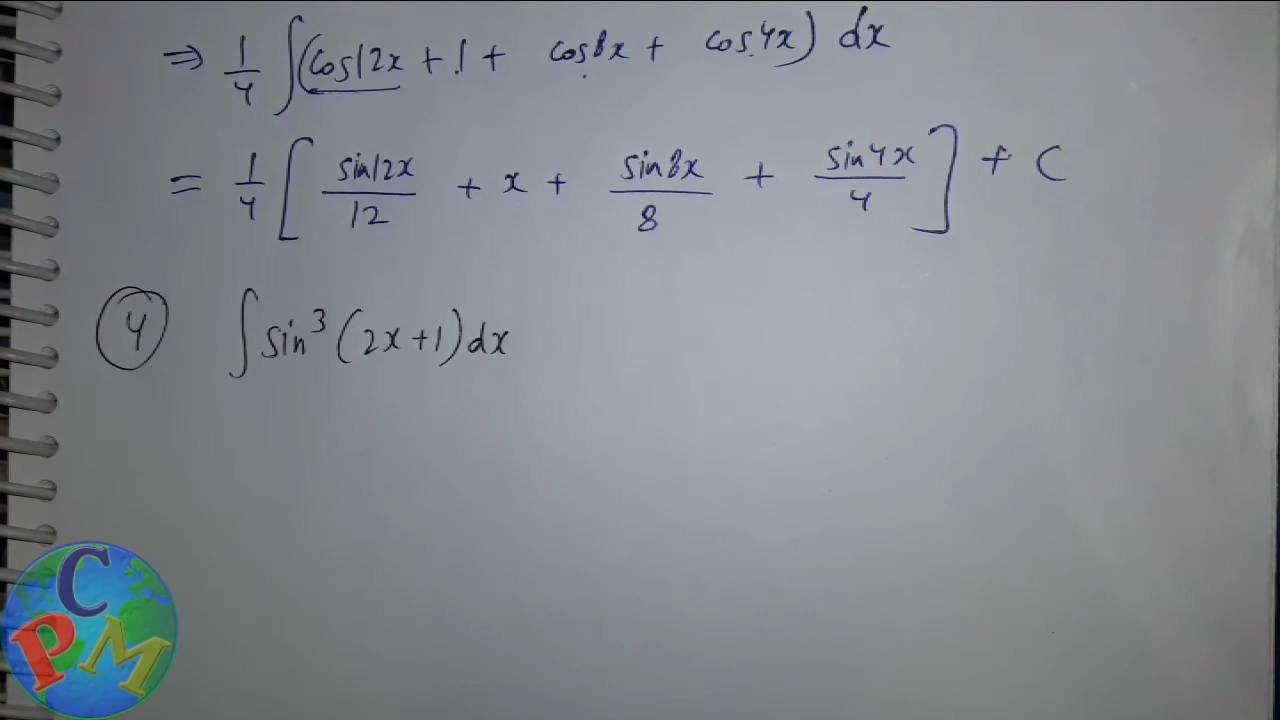 ⇒ 1/4 ∫(cos12x + 1 + cos8x + cos4x) dx
= 1/4 [ sin12x/12 + x + sin8x/8 + sin4x/4 ] + C
4 ∫ sin³ (2x+1) dx
C
P M